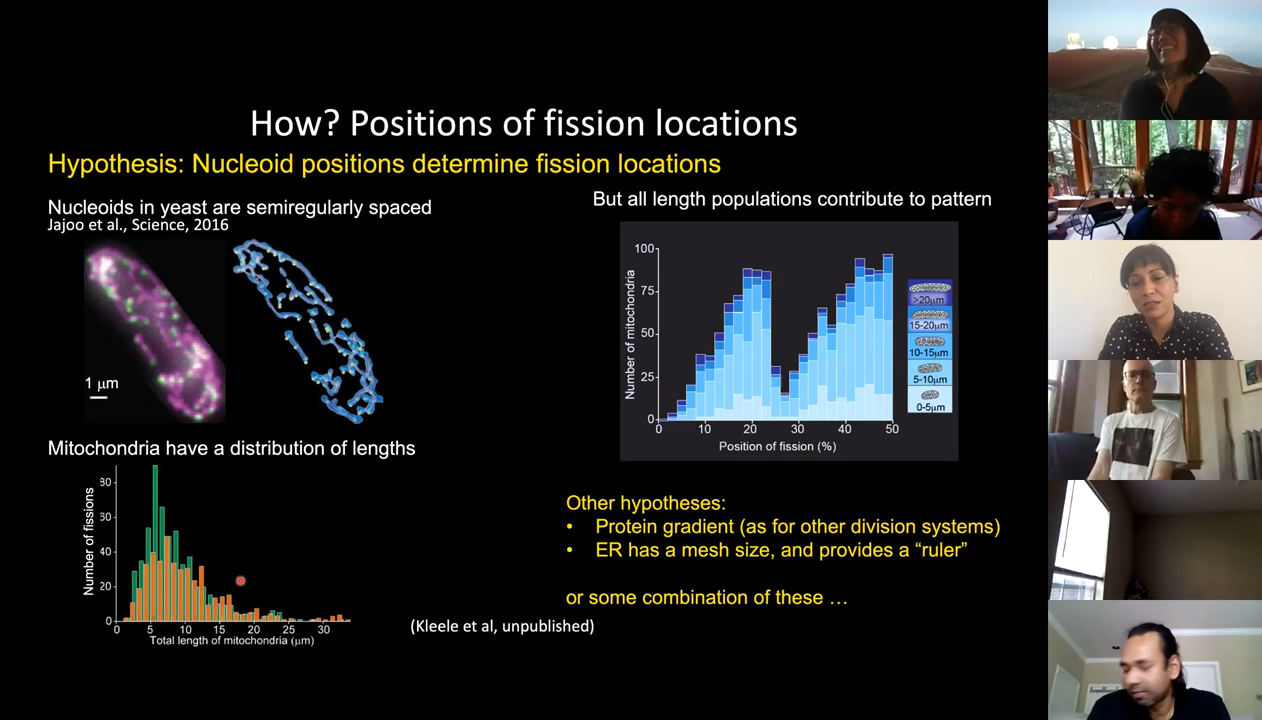 How? Positions of fission locations
Hypothesis: Nucleoid positions determine fission locations
Nucleoids in yeast are semiregularly spaced
Jajoo et al., Science, 2016
1 μm
Mitochondria have a distribution of lengths
Number of fissions
80
60
40
20
0
0 5 10 15 20 25 30
Total length of mitochondria (μm)
(Kleele et al, unpublished)
But all length populations contribute to pattern
Number of mitochondria
100
75
50
25
0
0 10 20 30 40 50
Position of fission (%)
>20μm
15-20μm
10-15μm
5-10μm
0-5μm
Other hypotheses:
• Protein gradient (as for other division systems)
• ER has a mesh size, and provides a “ruler”
or some combination of these …